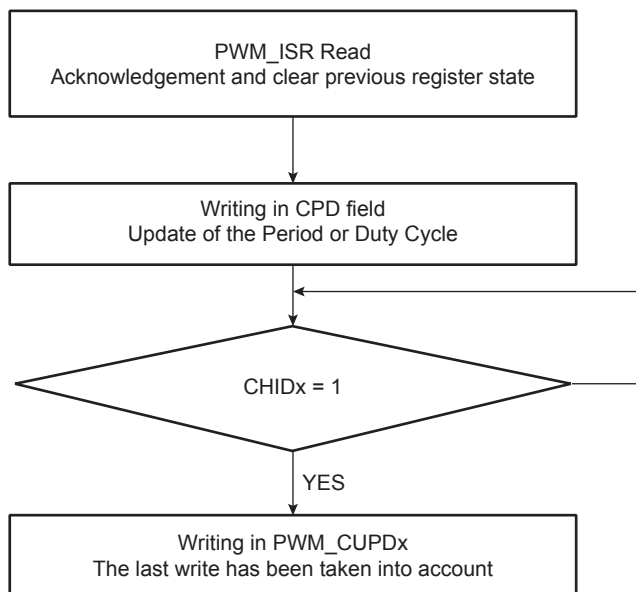 PWM_ISR Read
Acknowledgement and clear previous register state
Writing in CPD field
Update of the Period or Duty Cycle
CHIDx = 1
YES
Writing in PWM_CUPDx
The last write has been taken into account